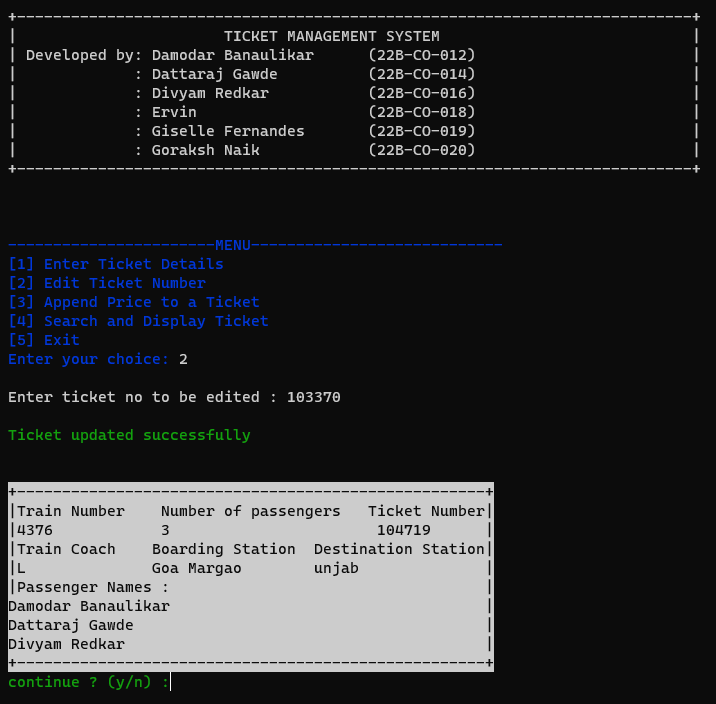 +---------------------------------------------------------------------------+
|                       TICKET MANAGEMENT SYSTEM                            |
| Developed by: Damodar Banaulikar      (22B-CO-012)                        |
|             : Dattaraj Gawde          (22B-CO-014)                        |
|             : Divyam Redkar           (22B-CO-016)                        |
|             : Ervin                   (22B-CO-018)                        |
|             : Giselle Fernandes       (22B-CO-019)                        |
|             : Goraksh Naik            (22B-CO-020)                        |
+---------------------------------------------------------------------------+
-----------------------MENU----------------------------
[1] Enter Ticket Details
[2] Edit Ticket Number
[3] Append Price to a Ticket
[4] Search and Display Ticket
[5] Exit
Enter your choice: 2
Enter ticket no to be edited : 103370
Ticket updated successfully
+----------------------------------------------------+
|Train Number    Number of passengers   Ticket Number|
|4376            3                       104719      |
|Train Coach    Boarding Station  Destination Station|
|L              Goa Margao        unjab              |
|Passenger Names :                                   |
Damodar Banaulikar                                   |
Dattaraj Gawde                                       |
Divyam Redkar                                        |
+----------------------------------------------------+
continue ? (y/n) :